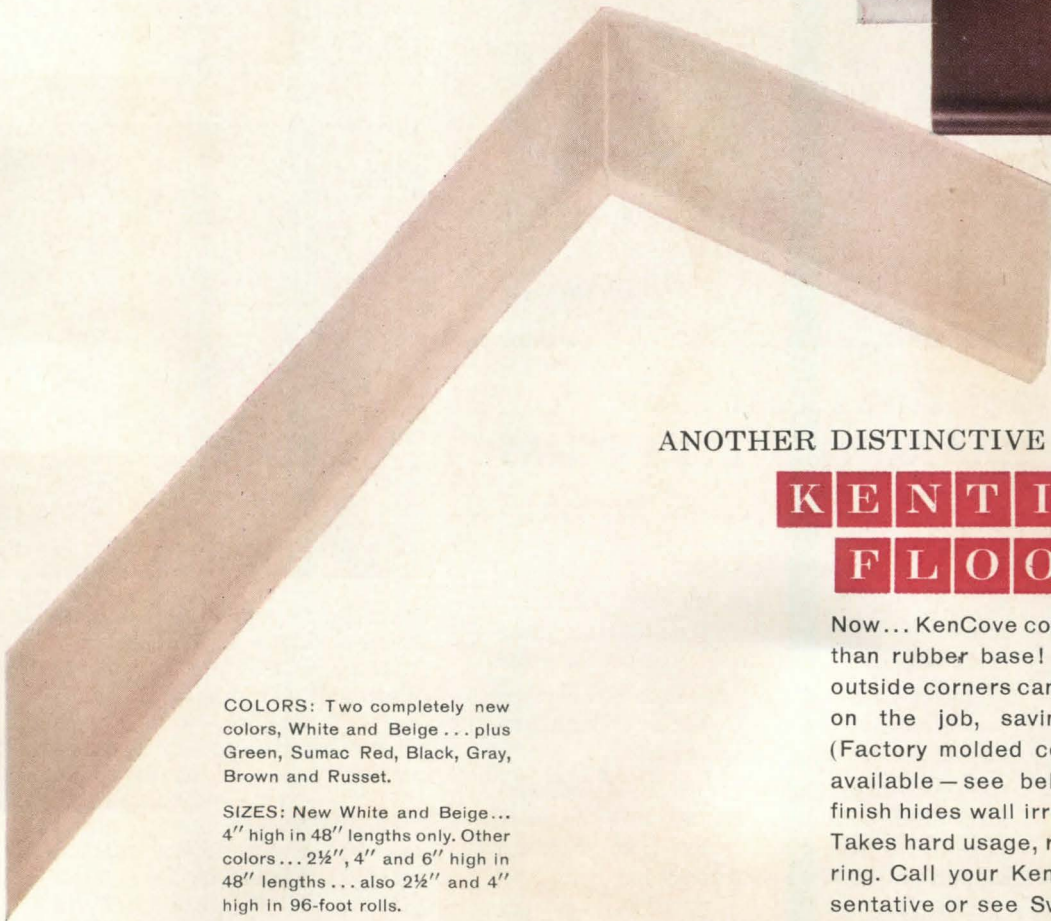 ANOTHER DISTINCTIVE
KENTI
FLOO
Now... KenCove co
than rubber base!
outside corners can
on the job, savin
(Factory molded co
available — see bel
finish hides wall irr
Takes hard usage, r
ring. Call your Ken
sentative or see Sw
COLORS: Two completely new
colors, White and Beige ... plus
Green, Sumac Red, Black, Gray,
Brown and Russet.
SIZES: New White and Beige...
4″ high in 48″ lengths only. Other
colors... 2½″, 4″ and 6″ high in
48″ lengths ... also 2½″ and 4″
high in 96-foot rolls.